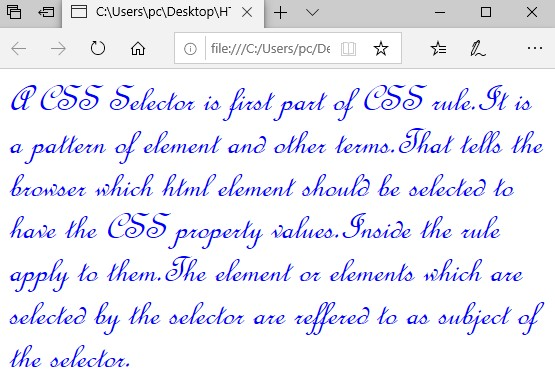 C:\Users\pc\Desktop\HT
file:///C:/Users/pc/De
A CSS Selector is first part of CSS rule.It is
a pattern of element and other terms.That tells the
browser which html element should be selected to
have the CSS property values.Inside the rule
apply to them.The element or elements which are
selected by the selector are reffered to as subject of
the selector.